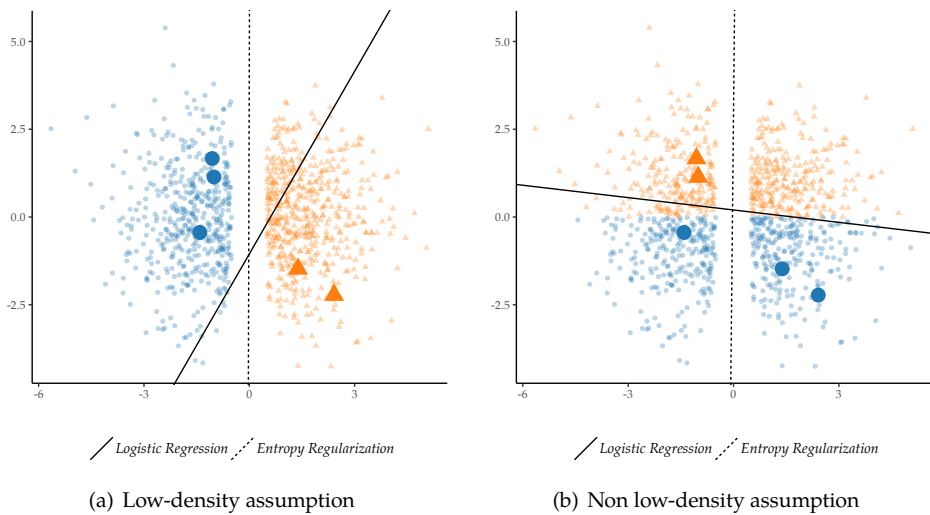 5.0
2.5
0.0
-2.5
-6 -3 0 3
Logistic Regression Entropy Regularization
(a) Low-density assumption
5.0
2.5
0.0
-2.5
-6 -3 0 3
Logistic Regression Entropy Regularization
(b) Non low-density assumption